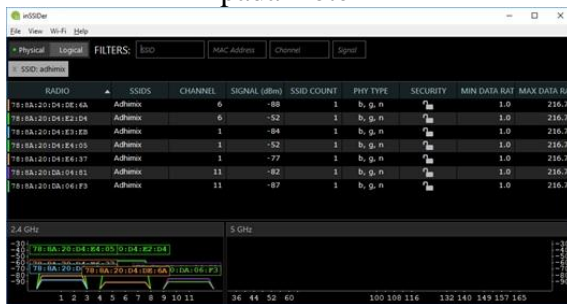 inSSIDer
File View Wi-Fi Help
Physical Logical FILTERS: SSID MAC Address Channel Signal
SSID: adhimix
RADIO SSIDS CHANNEL SIGNAL (dBm) SSID COUNT PHY TYPE SECURITY MIN DATA RAT MAX DATA RA
78:8A:20:D4:DE:6A Adhimix 6 -88 1 b, g, n 1.0 216.7
78:8A:20:D4:E2:D4 Adhimix 6 -52 1 b, g, n 1.0 216.7
78:8A:20:D4:E3:EB Adhimix 1 -84 1 b, g, n 1.0 216.7
78:8A:20:D4:E4:05 Adhimix 1 -52 1 b, g, n 1.0 216.7
78:8A:20:D4:E6:37 Adhimix 1 -77 1 b, g, n 1.0 216.7
78:8A:20:DA:04:81 Adhimix 11 -82 1 b, g, n 1.0 216.7
78:8A:20:DA:06:F3 Adhimix 11 -87 1 b, g, n 1.0 216.7
2.4 GHz 5 GHz
78:8A:20:D4:E4:05 0:D4:E2:D4
78:8A:20:D 78:8A:20:D4:DE:6A 0:DA:06:F3
1 2 3 4 5 6 7 8 9 10 11 36 44 52 60 100 108 116 132 140 149 157 165